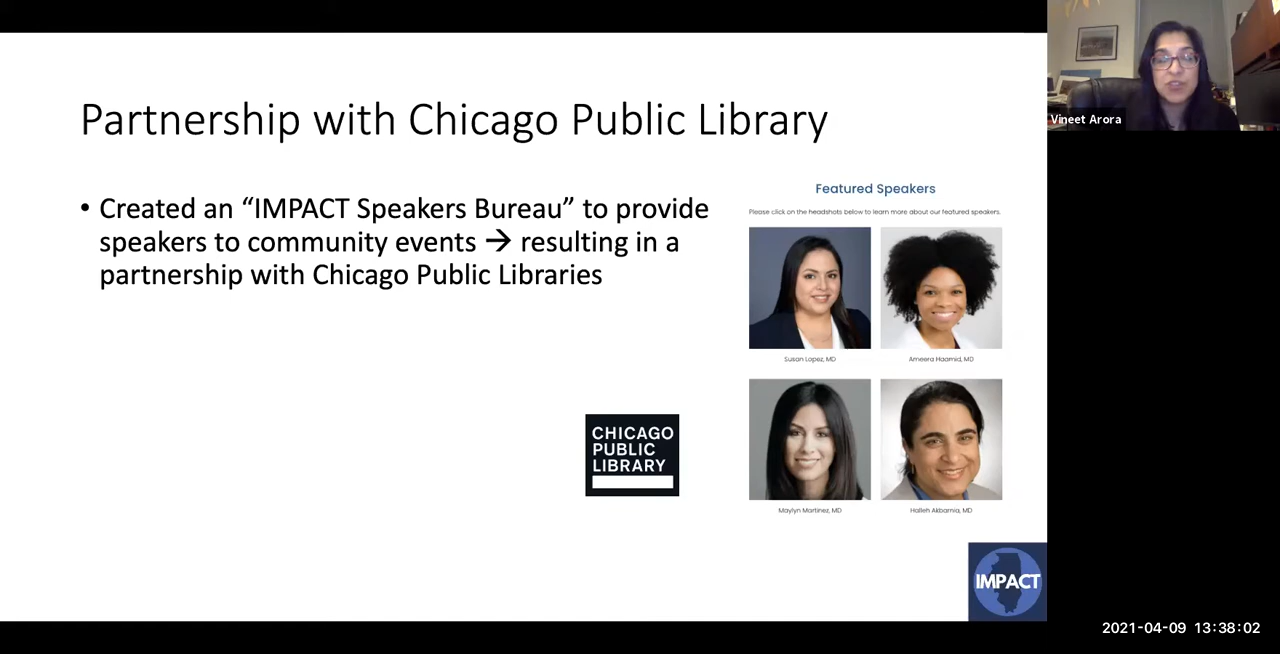 Partnership with Chicago Public Library
• Created an “IMPACT Speakers Bureau” to provide
speakers to community events → resulting in a
partnership with Chicago Public Libraries
CHICAGO
PUBLIC
LIBRARY
Featured Speakers
Please click on the headshots below to learn more about our featured speakers.
Susan Lopez, MD
Ameera Haamid, MD
Maylyn Martinez, MD
Halleh Akbarnia, MD
IMPACT
Vineet Arora
2021-04-09 13:38:02